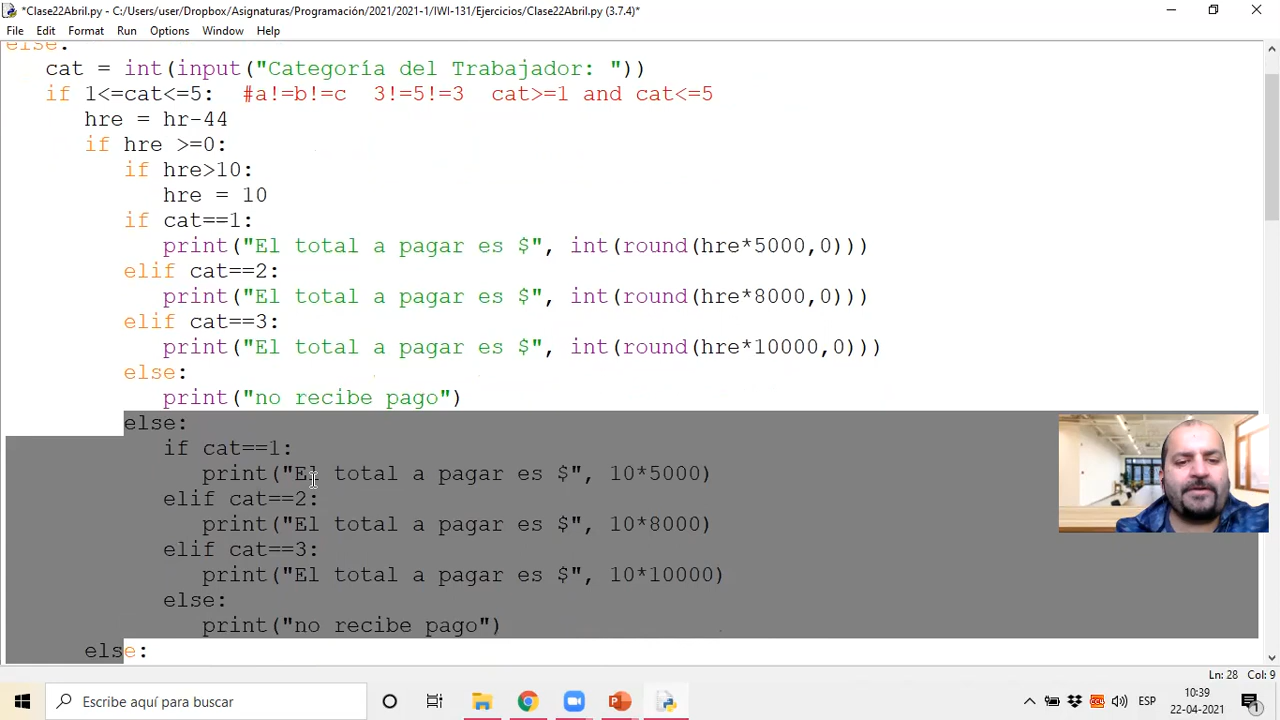 *Clase22Abril.py - C:/Users/user/Dropbox/Asignaturas/Programación/2021/2021-1/IWI-131/Ejercicios/Clase22Abril.py (3.7.4)*
File Edit Format Run Options Window Help
else:
cat = int(input("Categoría del Trabajador: "))
if 1<=cat<=5: #a!=b!=c 3!=5!=3 cat>=1 and cat<=5
hre = hr-44
if hre >=0:
if hre>10:
hre = 10
if cat==1:
print("El total a pagar es $", int(round(hre*5000,0)))
elif cat==2:
print("El total a pagar es $", int(round(hre*8000,0)))
elif cat==3:
print("El total a pagar es $", int(round(hre*10000,0)))
else:
print("no recibe pago")
else:
if cat==1:
print("El total a pagar es $", 10*5000)
elif cat==2:
print("El total a pagar es $", 10*8000)
elif cat==3:
print("El total a pagar es $", 10*10000)
else:
print("no recibe pago")
else:
Ln: 28 Col: 9
Escribe aquí para buscar
ESP
10:39
22-04-2021
1